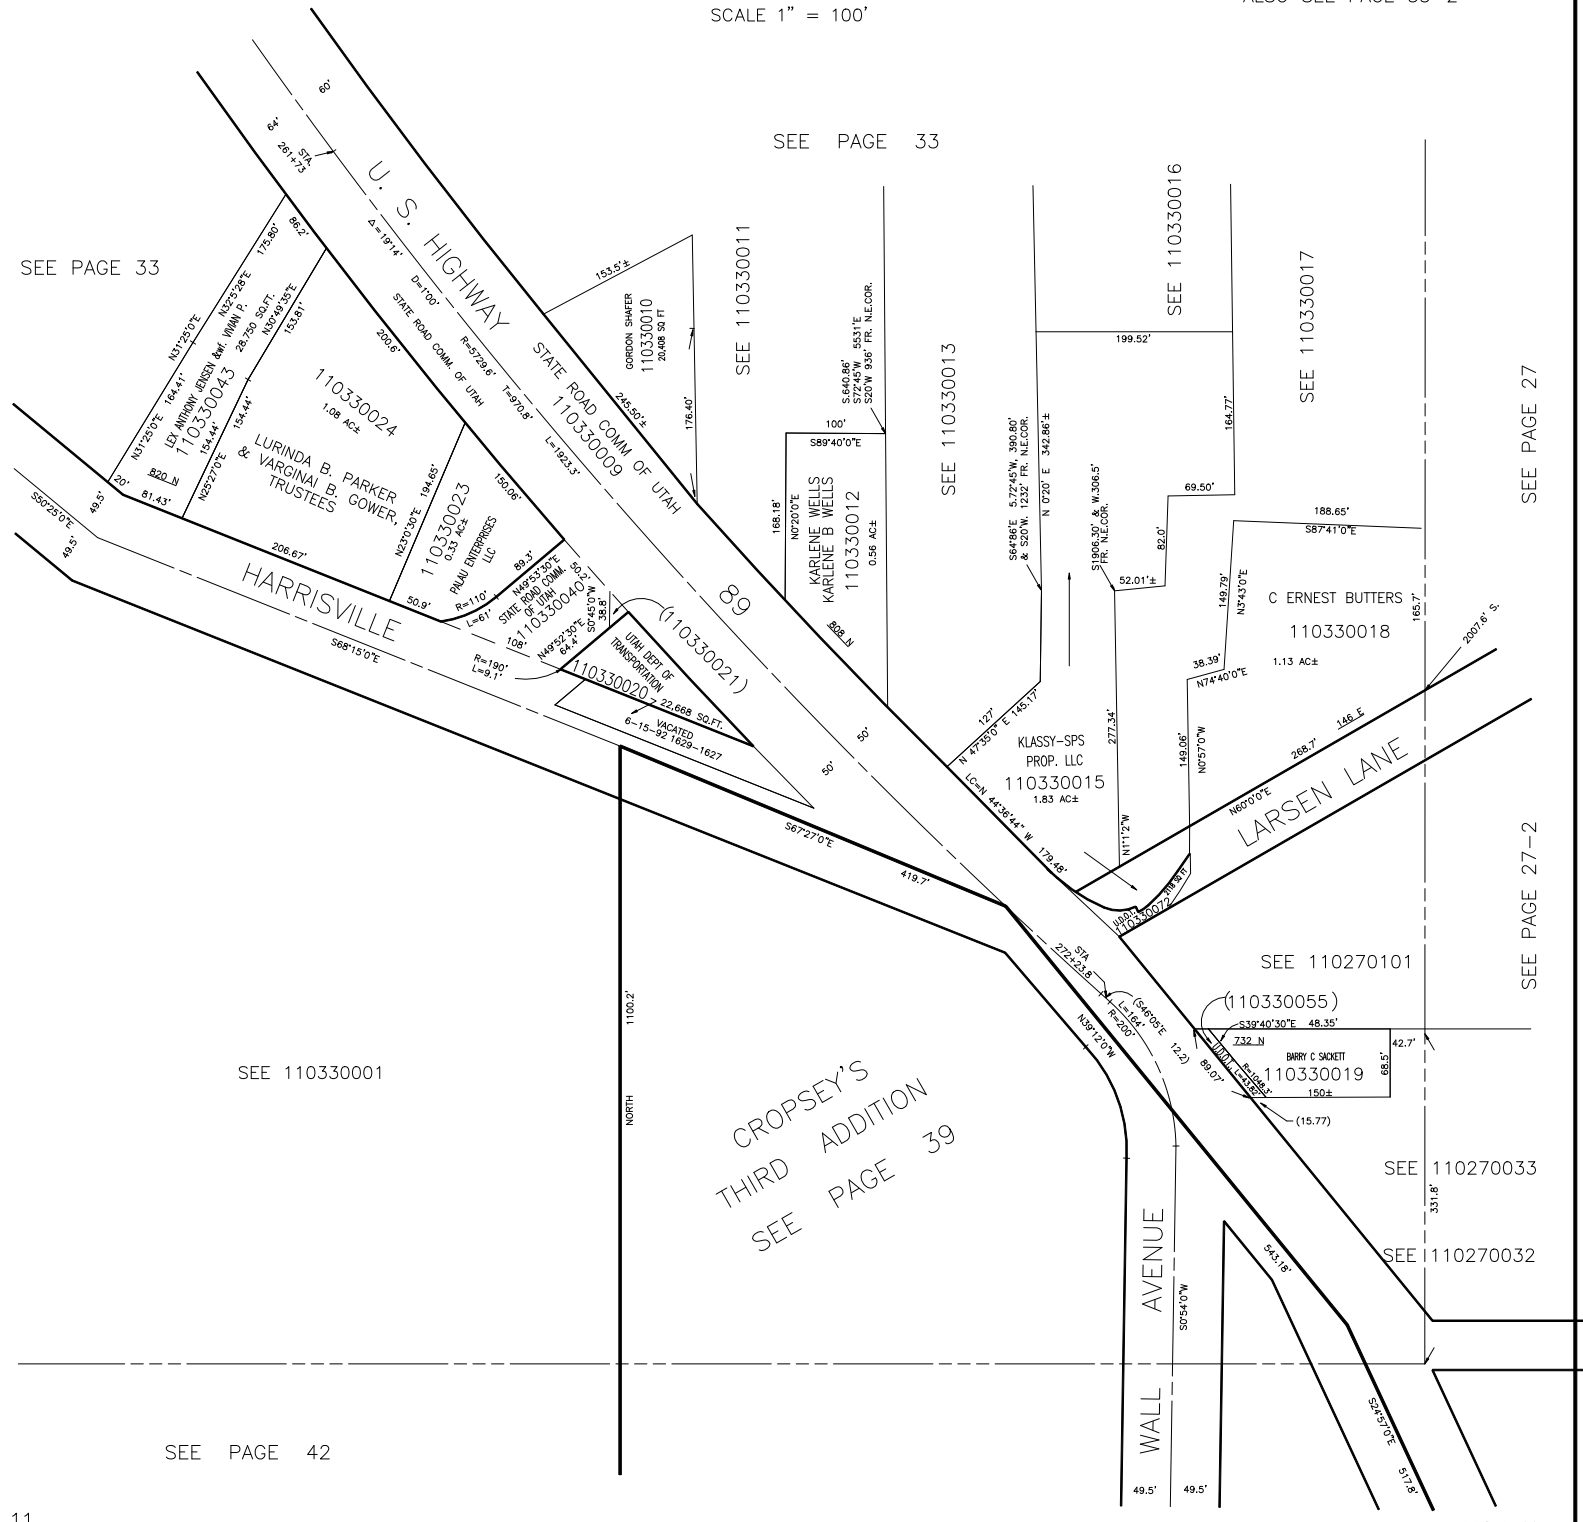 SCALE 1" = 100'
SEE PAGE 33
SEE PAGE 33
60'
64'
STA.
261+73
U. S. HIGHWAY
89
Δ=19°14'
D=1°00'
R=5729.6'
T=970.8'
L=1923.3'
STATE ROAD COMM. OF UTAH
STATE ROAD COMM OF UTAH
110330009
245.50'±
86.2'
175.80'
N32°5'28"E
N31°25'0"E
164.41'
N31°25'0"E
LEX ANTHONY JENSEN &wf. VIVIAN P.
110330043
28,750 SQ.FT.
N30°49'35"E
153.81'
154.44'
154.44'
N25°27'0"E
820 N
20'
81.43'
200.6'
110330024
1.08 AC±
LURINDA B. PARKER
& VARGINAI B. GOWER,
TRUSTEES
206.67'
194.65'
N23°0'30"E
110330023
0.33 AC±
PALAU ENTERPRISES
LLC
150.06'
50.9'
R=110'
L=61'
89.3'
N49°53'30"E
STATE ROAD COMM.
OF UTAH
110330040
108'
50.2'
S0°45'0"W
38.8'
N49°52'30"E
64.4'
(110330021)
UTAH DEPT OF
TRANSPORTATION
110330020
22,668 SQ.FT.
VACATED
6-15-92 1629-1627
R=190'
L=9.1'
S50°25'0"E
49.5'
49.5'
HARRISVILLE
S68°15'0"E
S67°27'0"E
419.7'
50'
50'
153.5'±
GORDON SHAFER
110330010
20,408 SQ FT
176.40'
SEE 110330011
S.640.86'
S72°45'W 5531'E
S20°W 936' FR. N.E.COR.
100'
S89°40'0"E
168.18'
N0°20'0"E
KARLENE WELLS
KARLENE B WELLS
110330012
0.56 AC±
808 N
SEE 110330013
S64°86'E 5.72°45'W, 390.80'
& S20°W. 1232' FR. N.E.COR.
N 0°20' E 342.86'±
S1906.30' & W.306.5'
FR. N.E.COR.
SEE 110330016
199.52'
164.77'
69.50'
82.0'
52.01'±
SEE 110330017
188.65'
S87°41'0"E
149.79'
N3°43'0"E
C ERNEST BUTTERS
110330018
1.13 AC±
165.7'
38.39'
N74°40'0"E
2007.6' S.
SEE PAGE 27
127'
N 47°35'0" E 145.17'
KLASSY-SPS
PROP. LLC
110330015
1.83 AC±
277.34'
N1°1'2"W
149.06'
N0°57'0"W
LC=N 44°36'44" W
179.48'
146 E
268.7'
N60°0'0"E
LARSEN LANE
U.D.O.T.
110330072
2118 SQ FT
SEE PAGE 27-2
SEE 110270101
STA
272+23.8
(S46°05'E
12.2)
L=164'
R=200'
N39°12'0"W
89.07'
(110330055)
S39°40'30"E 48.35'
732 N
U.D.O.T.
R=1048.3'
L=43.82'
BARRY C SACKETT
110330019
150±
68.5'
42.7'
(15.77)
SEE 110330001
NORTH
1100.2'
CROPSEY'S
THIRD ADDITION
SEE PAGE 39
SEE 110270033
331.8'
SEE 110270032
543.18'
WALL AVENUE
S0°54'0"W
S24°57'0"E
517.8'
49.5'
49.5'
SEE PAGE 42
11